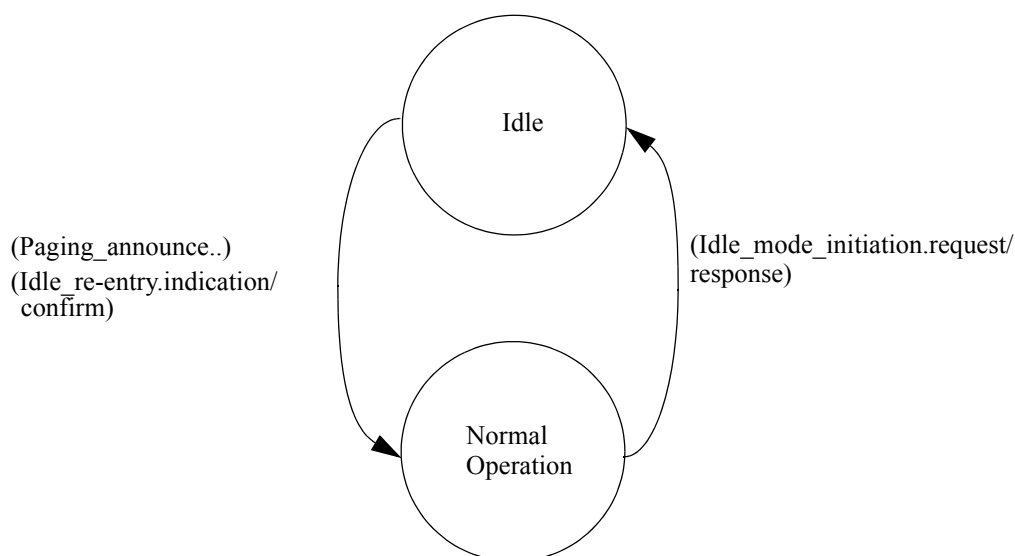 Idle
(Paging_announce..)
(Idle_re-entry.indication/
confirm)
(Idle_mode_initiation.request/
response)
Normal
Operation